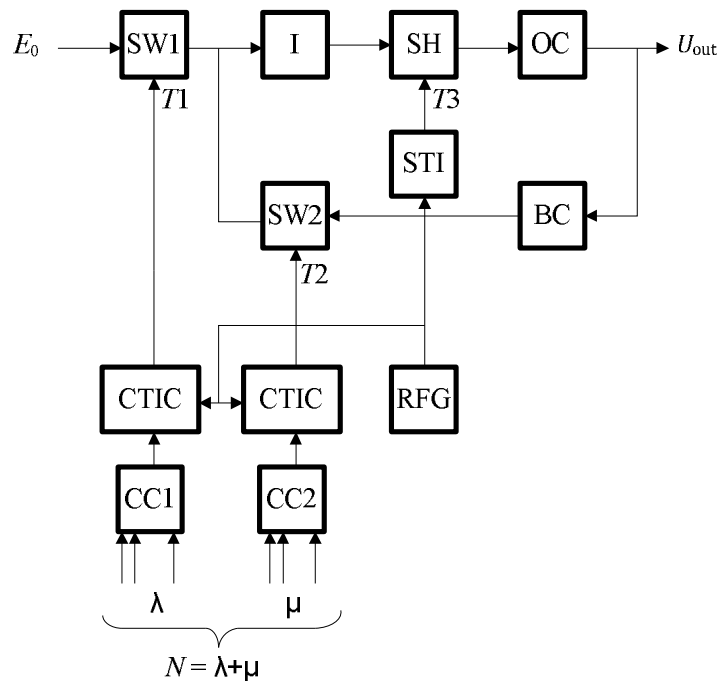 E₀ SW1 I SH OC Uout
T1 T3
STI
SW2 BC
T2
CTIC CTIC RFG
CC1 CC2
λ μ
N = λ+μ